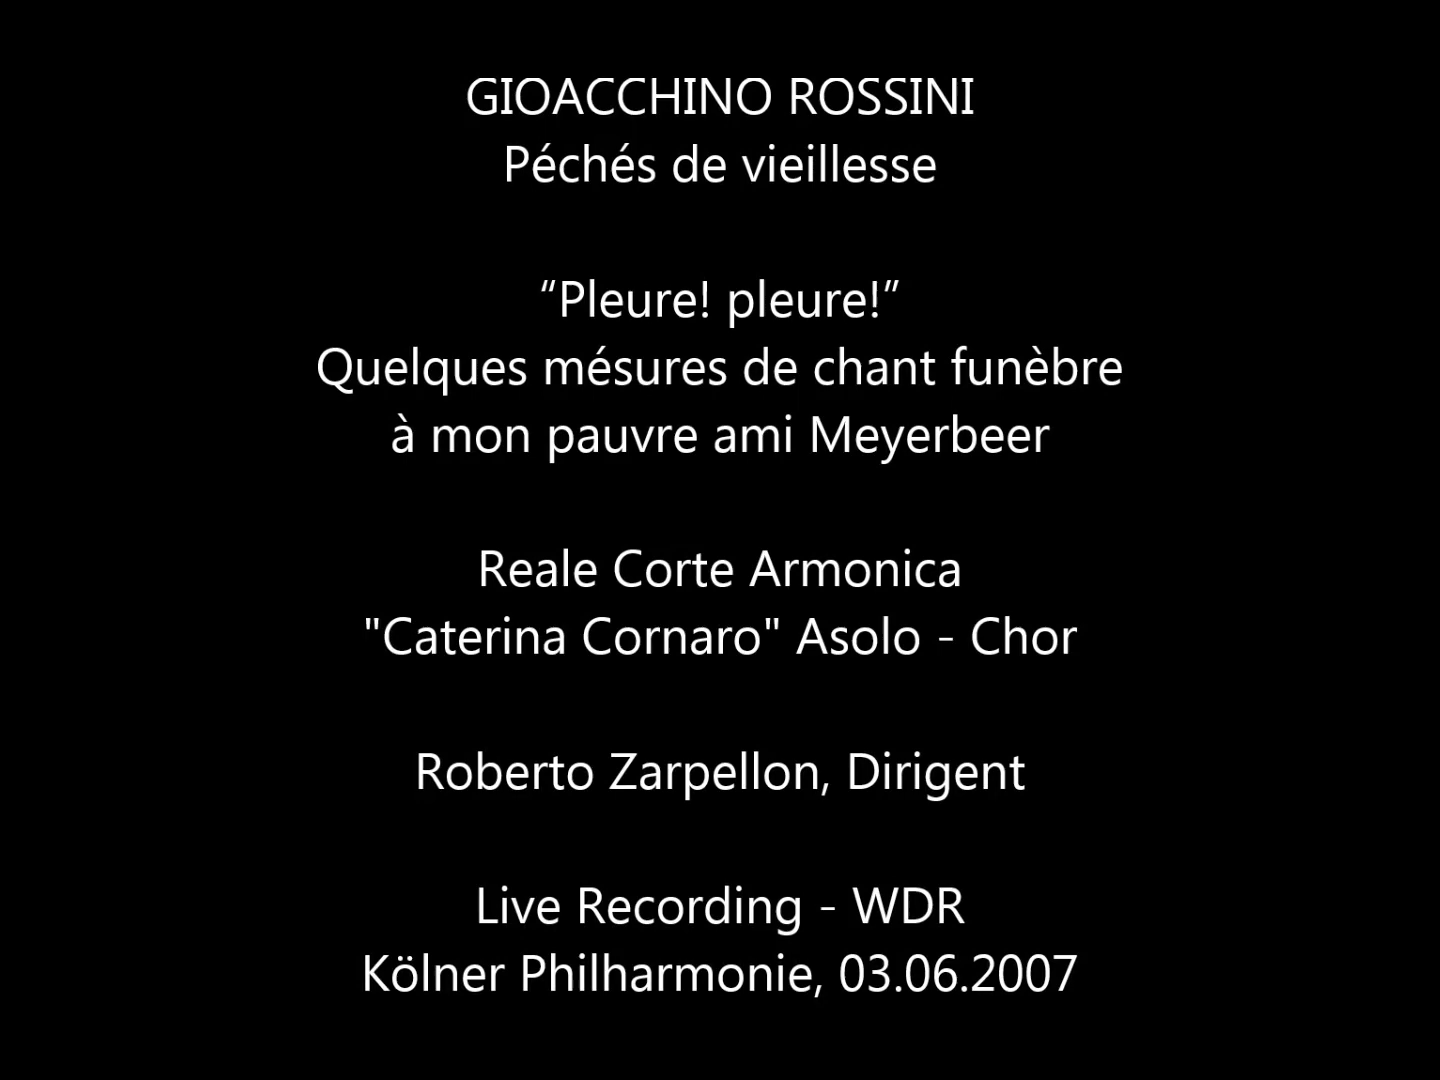 GIOACCHINO ROSSINI
Péchés de vieillesse
“Pleure! pleure!”
Quelques mésures de chant funèbre
à mon pauvre ami Meyerbeer
Reale Corte Armonica
"Caterina Cornaro" Asolo - Chor
Roberto Zarpellon, Dirigent
Live Recording - WDR
Kölner Philharmonie, 03.06.2007